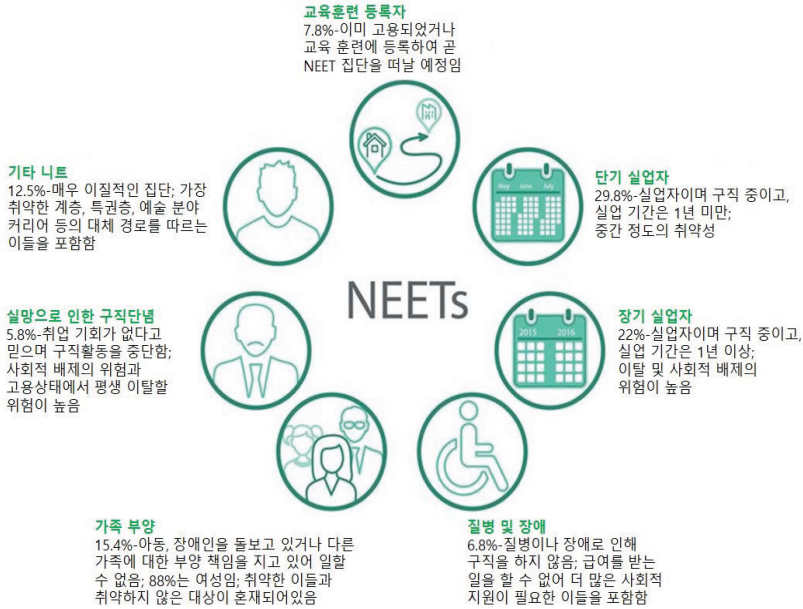 교육훈련 등록자
7.8%-이미 고용되었거나
교육 훈련에 등록하여 곧
NEET 집단을 떠날 예정임
기타 니트
12.5%-매우 이질적인 집단; 가장
취약한 계층, 특권층, 예술 분야
커리어 등의 대체 경로를 따르는
이들을 포함함
단기 실업자
29.8%-실업자이며 구직 중이고,
실업 기간은 1년 미만;
중간 정도의 취약성
May June July
NEETs
실망으로 인한 구직단념
5.8%-취업 기회가 없다고
믿으며 구직활동을 중단함;
사회적 배제의 위험과
고용상태에서 평생 이탈할
위험이 높음
2015 2016
장기 실업자
22%-실업자이며 구직 중이고,
실업 기간은 1년 이상;
이탈 및 사회적 배제의
위험이 높음
가족 부양
15.4%-아동, 장애인을 돌보고 있거나 다른
가족에 대한 부양 책임을 지고 있어 일할
수 없음; 88%는 여성임; 취약한 이들과
취약하지 않은 대상이 혼재되어있음
질병 및 장애
6.8%-질병이나 장애로 인해
구직을 하지 않음; 급여를 받는
일을 할 수 없어 더 많은 사회적
지원이 필요한 이들을 포함함